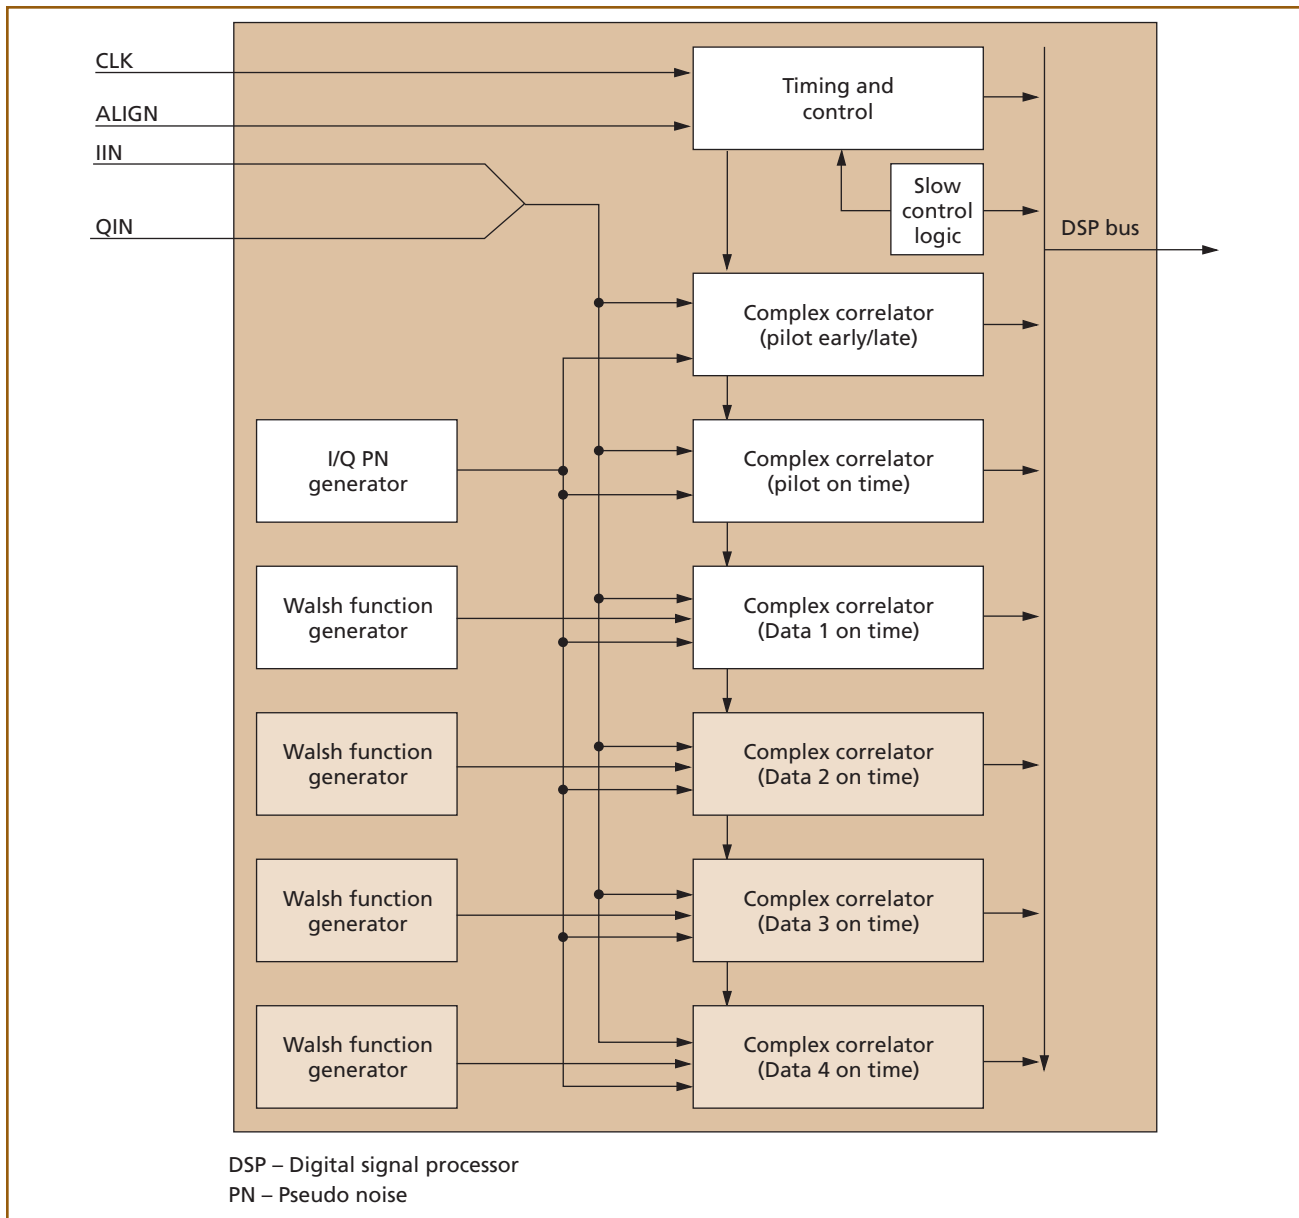 CLK
ALIGN
IIN
QIN
Timing and
control
Slow
control
logic
DSP bus
Complex correlator
(pilot early/late)
I/Q PN
generator
Complex correlator
(pilot on time)
Walsh function
generator
Complex correlator
(Data 1 on time)
Walsh function
generator
Complex correlator
(Data 2 on time)
Walsh function
generator
Complex correlator
(Data 3 on time)
Walsh function
generator
Complex correlator
(Data 4 on time)
DSP – Digital signal processor
PN – Pseudo noise